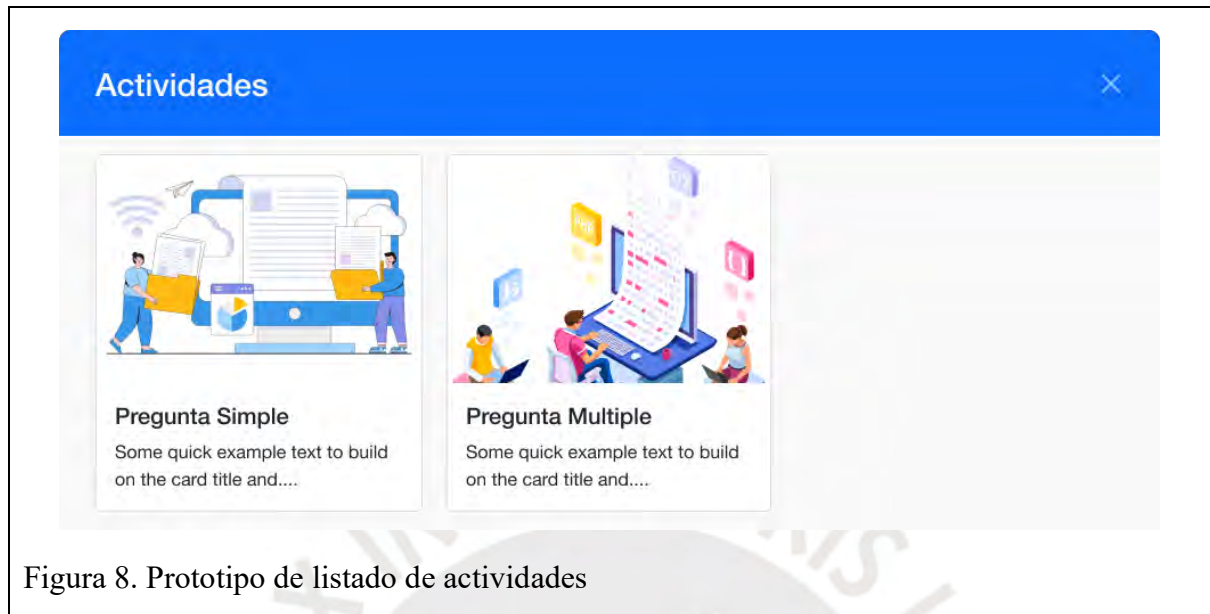 Actividades
Pregunta Simple
Some quick example text to build
on the card title and....
Pregunta Multiple
Some quick example text to build
on the card title and....
Figura 8. Prototipo de listado de actividades